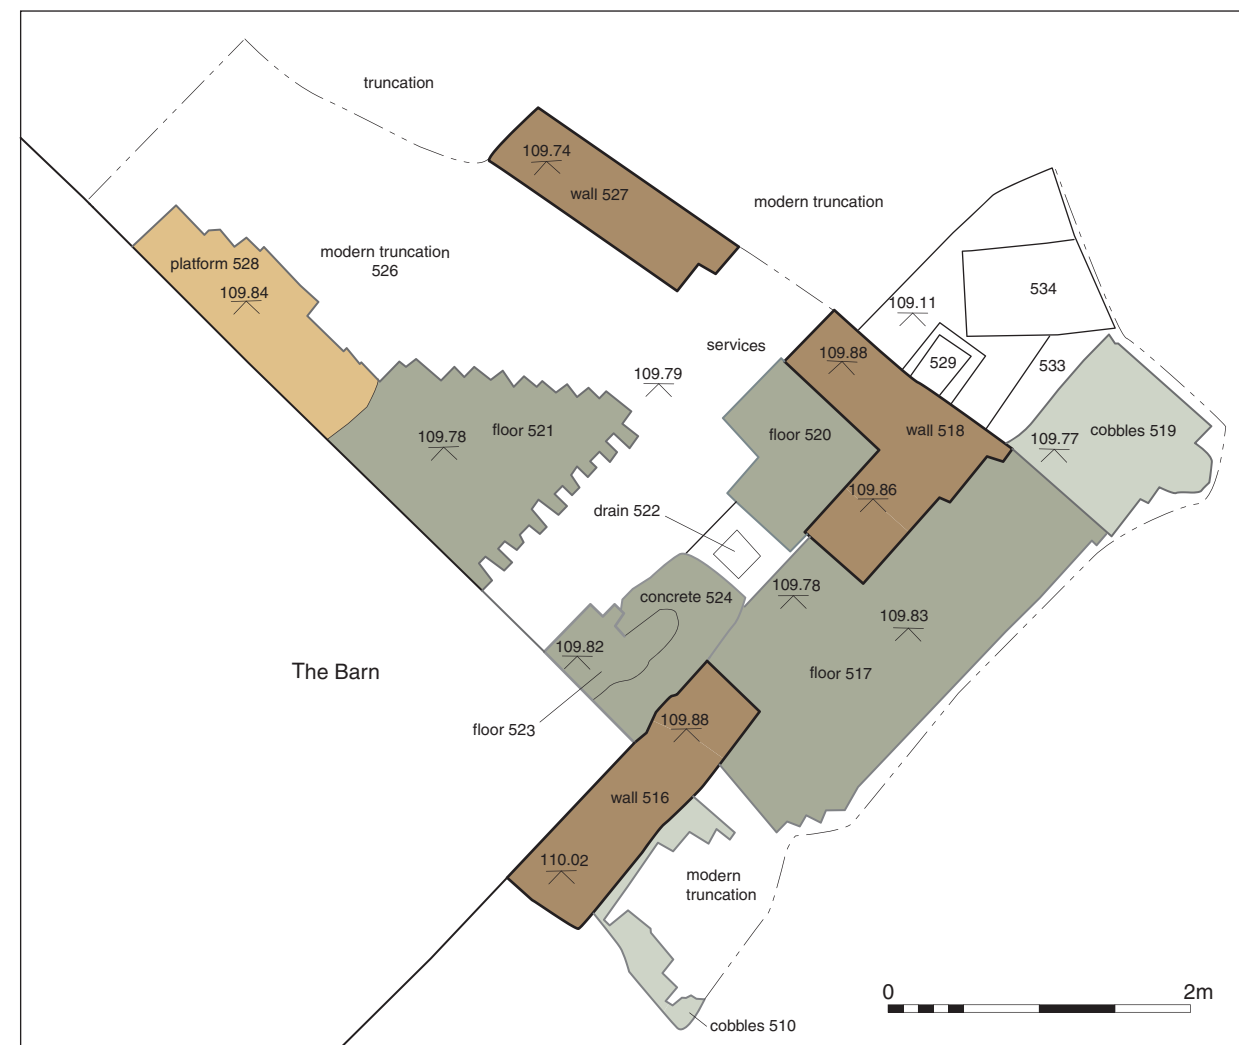 truncation
109.74
wall 527
modern truncation
platform 528
109.84
modern truncation
526
109.11
534
services
109.88
529
533
109.79
109.78
floor 521
floor 520
wall 518
109.77
cobbles 519
109.86
drain 522
concrete 524
109.78
109.83
109.82
The Barn
floor 517
floor 523
109.88
wall 516
110.02
modern
truncation
0
2m
cobbles 510